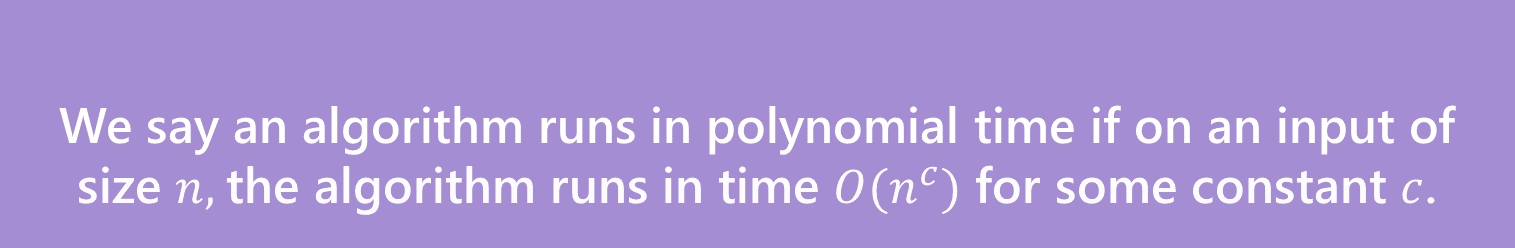 We say an algorithm runs in polynomial time if on an input of
size n, the algorithm runs in time O(nᶜ) for some constant c.